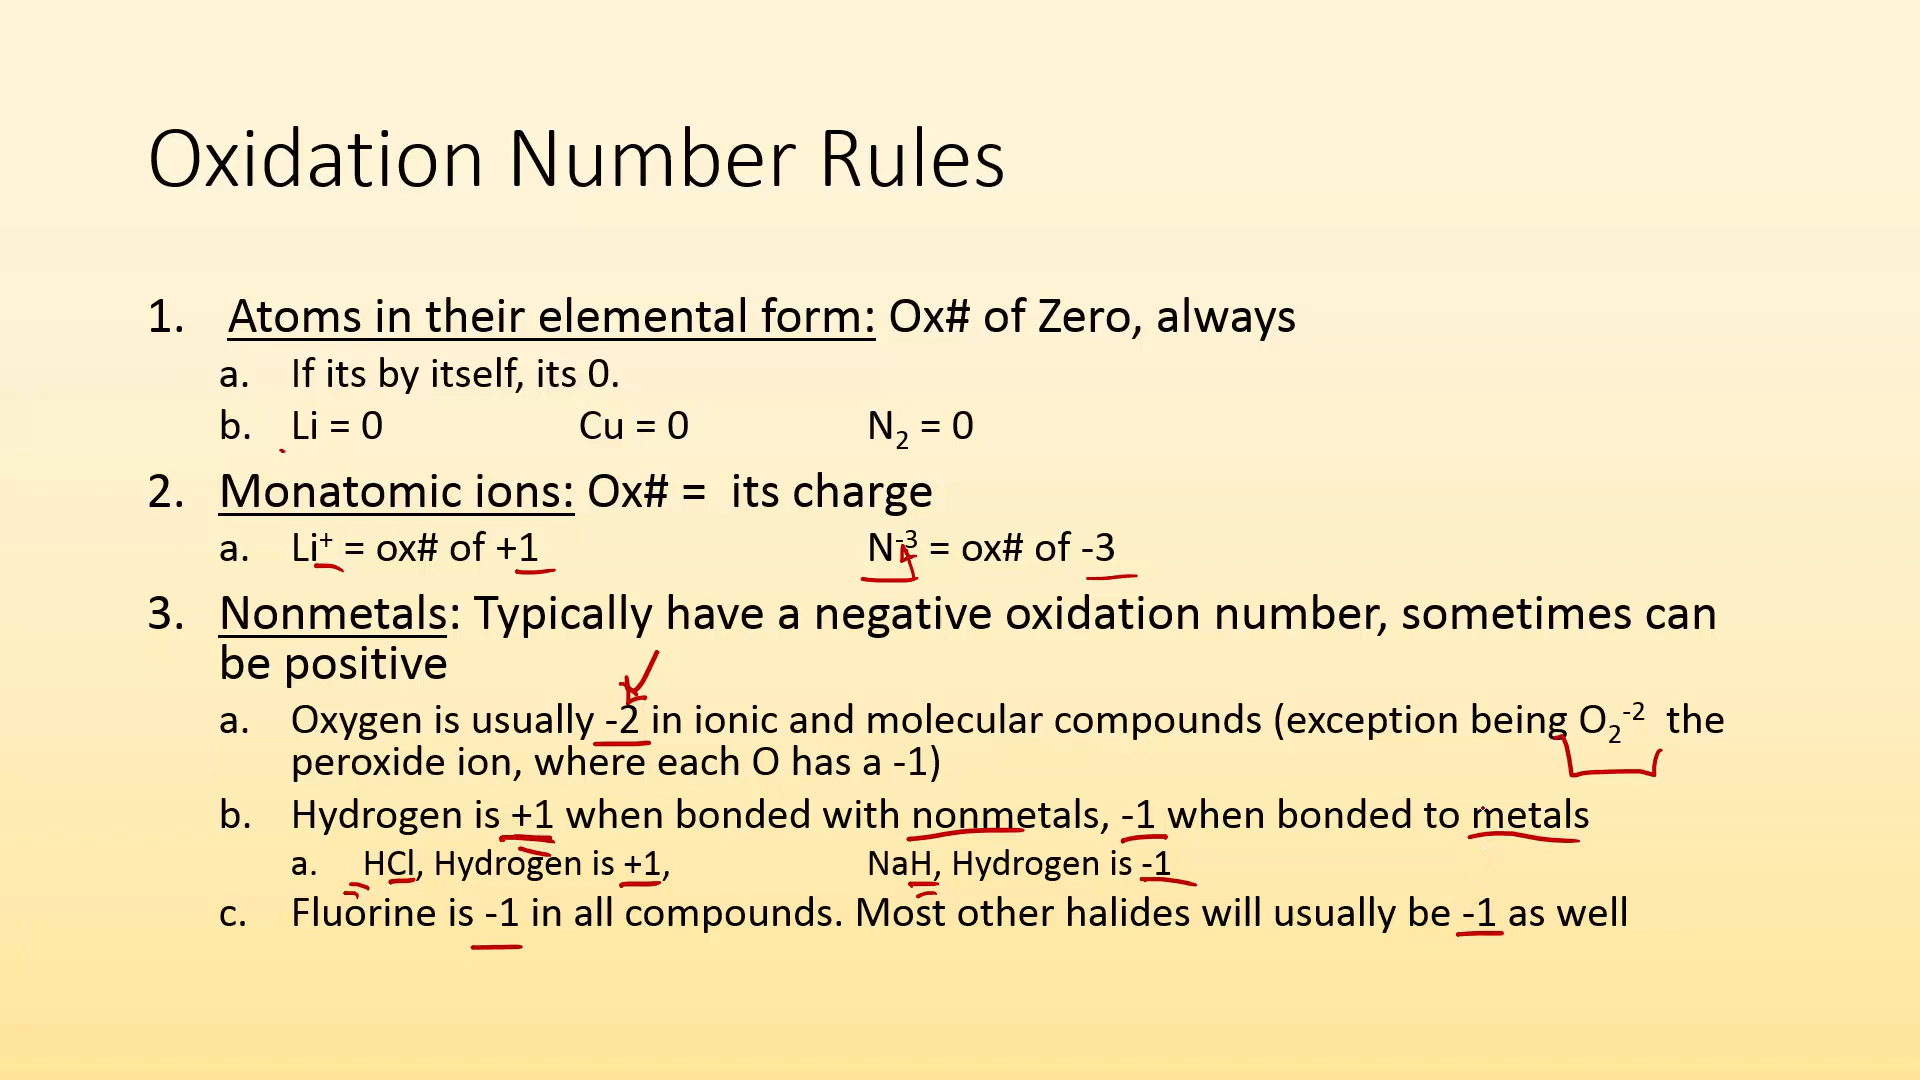 Oxidation Number Rules
1. Atoms in their elemental form: Ox# of Zero, always
a. If its by itself, its 0.
b. Li = 0 Cu = 0 N₂ = 0
2. Monatomic ions: Ox# = its charge
a. Li⁺ = ox# of +1 N⁻³ = ox# of -3
3. Nonmetals: Typically have a negative oxidation number, sometimes can
be positive
a. Oxygen is usually -2 in ionic and molecular compounds (exception being O₂⁻² the
peroxide ion, where each O has a -1)
b. Hydrogen is +1 when bonded with nonmetals, -1 when bonded to metals
a. HCl, Hydrogen is +1, NaH, Hydrogen is -1
c. Fluorine is -1 in all compounds. Most other halides will usually be -1 as well